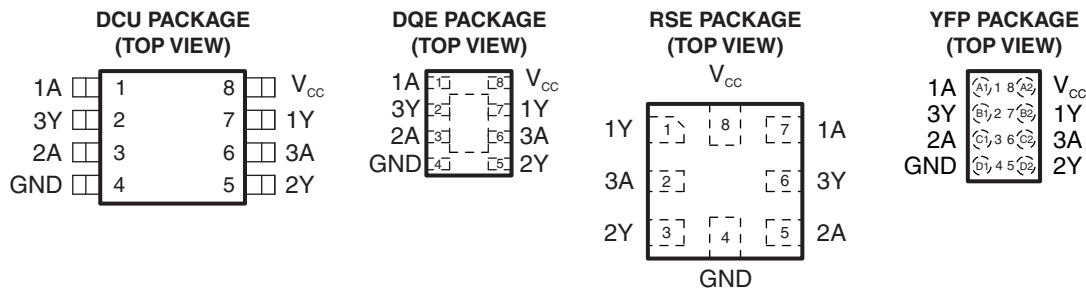 DCU PACKAGE
(TOP VIEW)
1A 1 8 VCC
3Y 2 7 1Y
2A 3 6 3A
GND 4 5 2Y
DQE PACKAGE
(TOP VIEW)
1A 1 8 VCC
3Y 2 7 1Y
2A 3 6 3A
GND 4 5 2Y
RSE PACKAGE
(TOP VIEW)
VCC
1Y 1 8 7 1A
3A 2 6 3Y
2Y 3 4 5 2A
GND
YFP PACKAGE
(TOP VIEW)
1A A1 1 8 A2 VCC
3Y B1 2 7 B2 1Y
2A C1 3 6 C2 3A
GND D1 4 5 D2 2Y